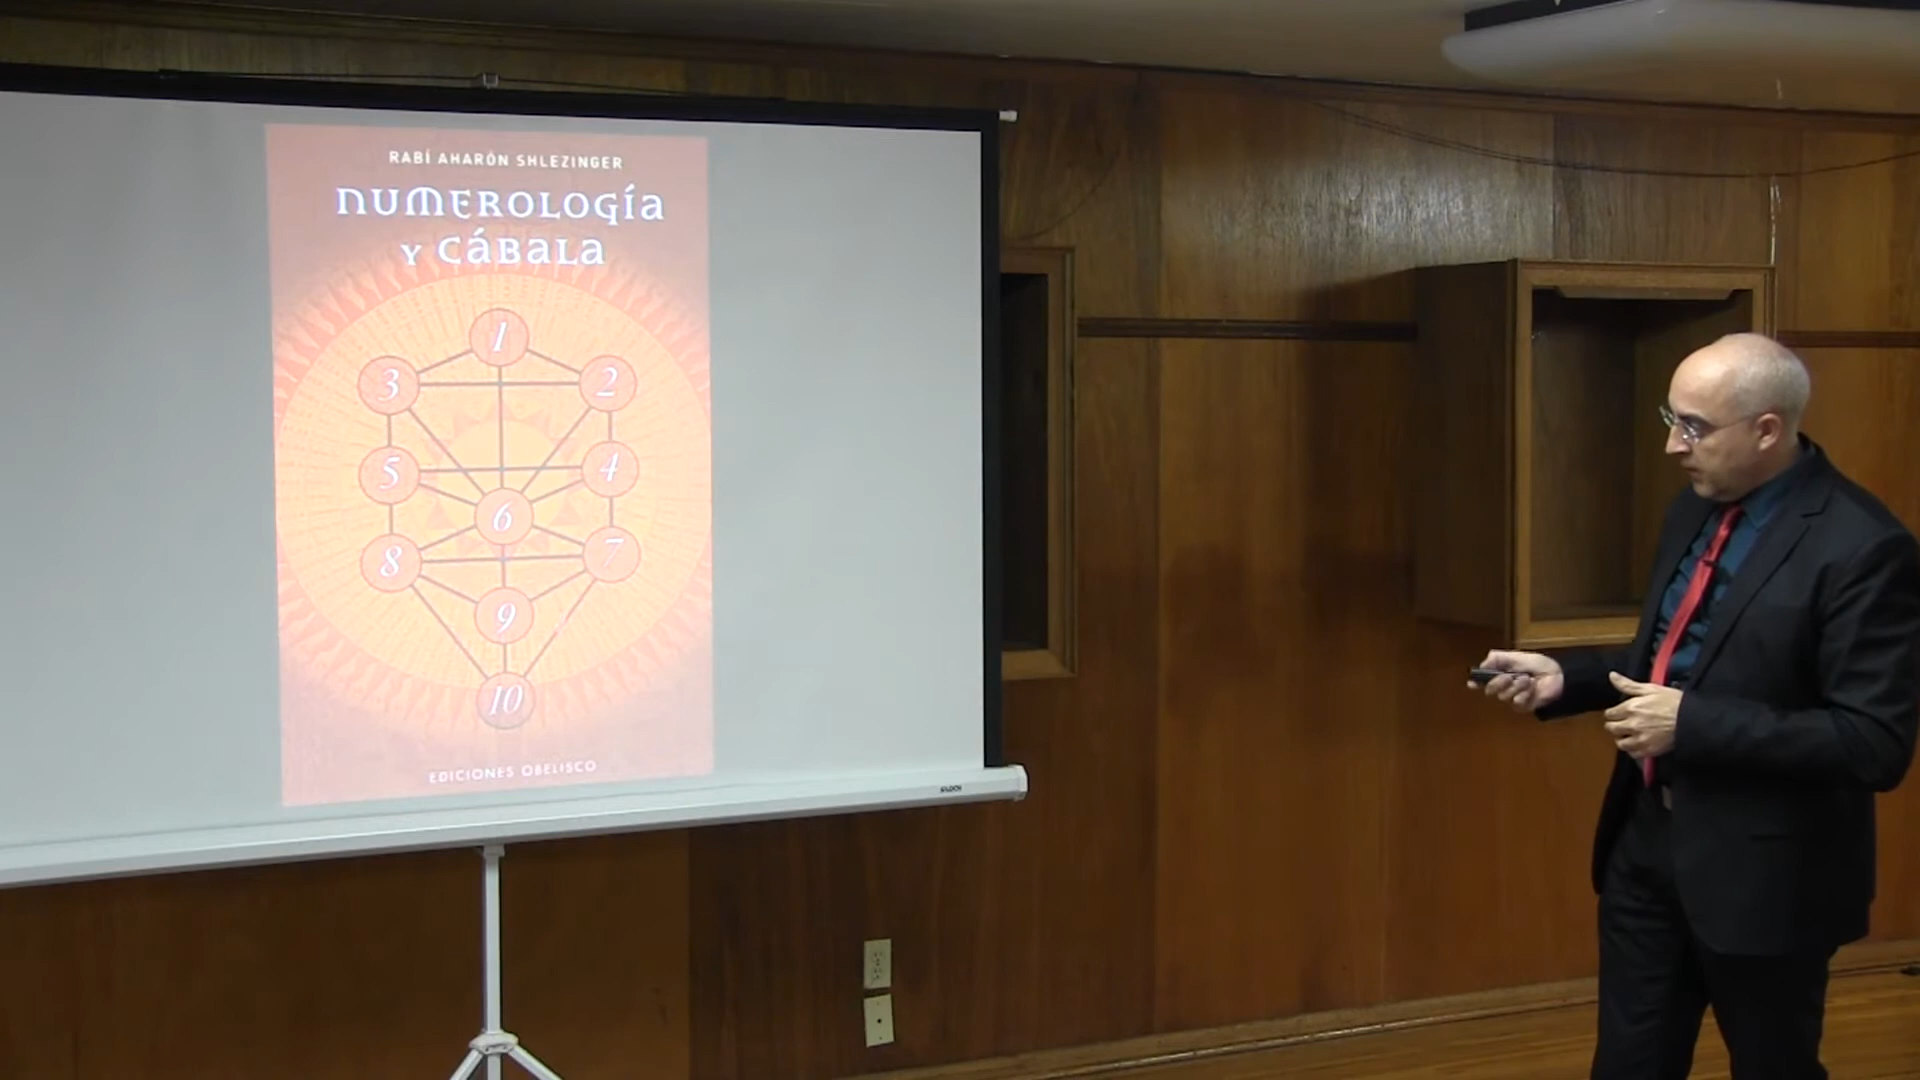 RABÍ AHARÓN SHLEZINGER
NUMEROLOGÍA
Y CÁBALA
1
3 2
5 4
6
8 7
9
10
EDICIONES OBELISCO